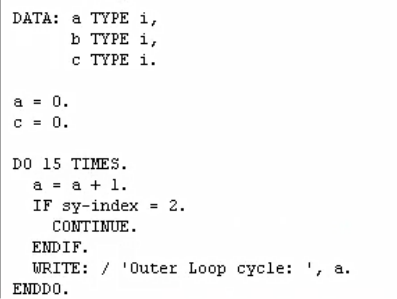 DATA: a TYPE i,
b TYPE i,
c TYPE i.
a = 0.
c = 0.
DO 15 TIMES.
a = a + 1.
IF sy-index = 2.
CONTINUE.
ENDIF.
WRITE: / 'Outer Loop cycle: ', a.
ENDDO.